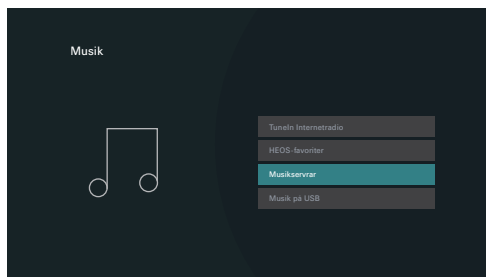 Musik
TuneIn Internetradio
HEOS-favoriter
Musikservrar
Musik på USB